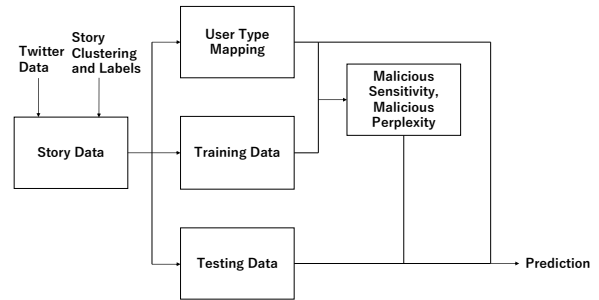 Twitter
Data
Story
Clustering
and Labels
User Type
Mapping
Malicious
Sensitivity,
Malicious
Perplexity
Story Data
Training Data
Testing Data
Prediction